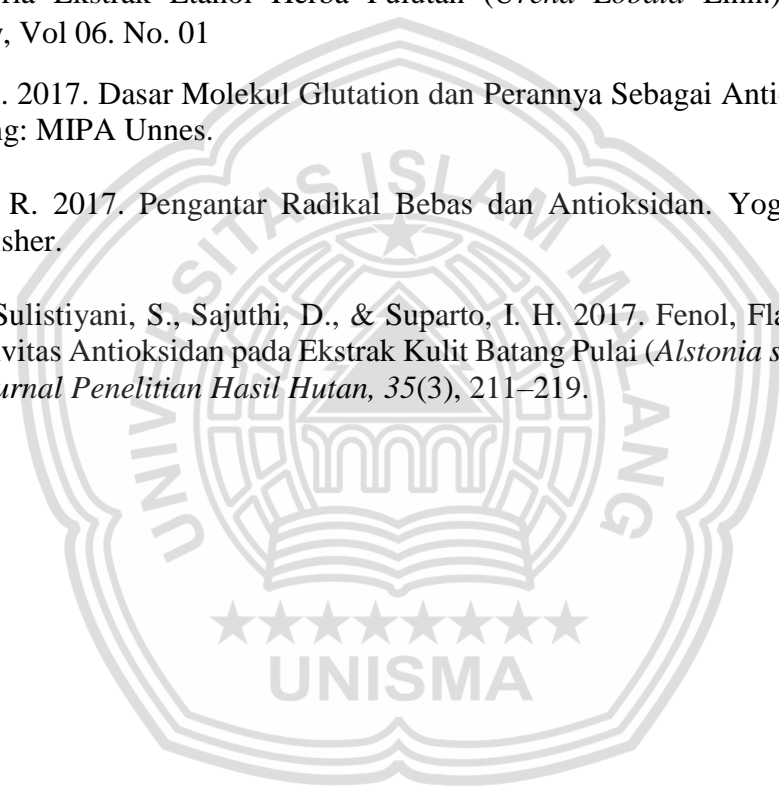 Ekstrak Etanol Herba Pulutan (Urena Lobata Linn.)
, Vol 06. No. 01
. 2017. Dasar Molekul Glutation dan Perannya Sebagai Anti
ng: MIPA Unnes.
R. 2017. Pengantar Radikal Bebas dan Antioksidan. Yog
sher.
Sulistiyani, S., Sajuthi, D., & Suparto, I. H. 2017. Fenol, Fla
ivitas Antioksidan pada Ekstrak Kulit Batang Pulai (Alstonia s
urnal Penelitian Hasil Hutan, 35(3), 211–219.
UNIVERSITAS ISLAM MALANG
UNISMA